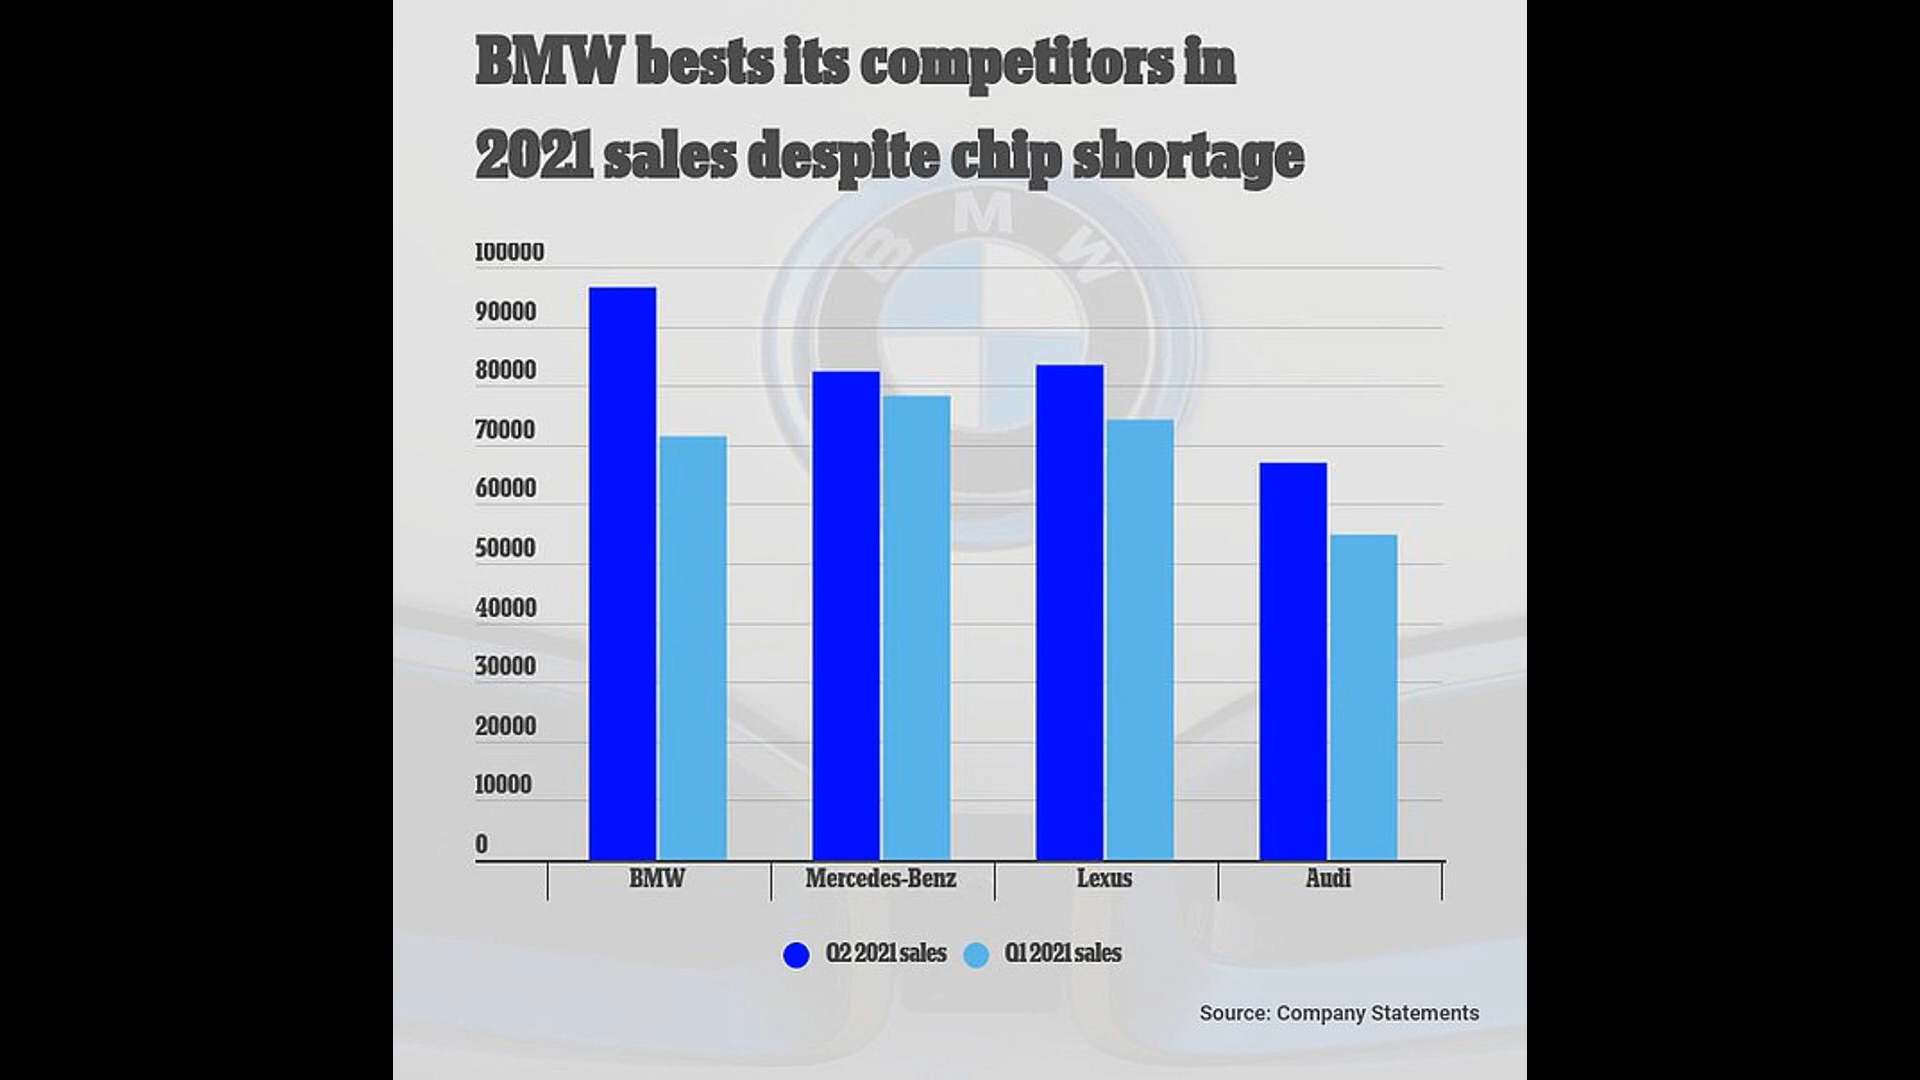 BMW bests its competitors in
2021 sales despite chip shortage
B M W
100000
90000
80000
70000
60000
50000
40000
30000
20000
10000
0
BMW Mercedes-Benz Lexus Audi
Q2 2021 sales Q1 2021 sales
Source: Company Statements